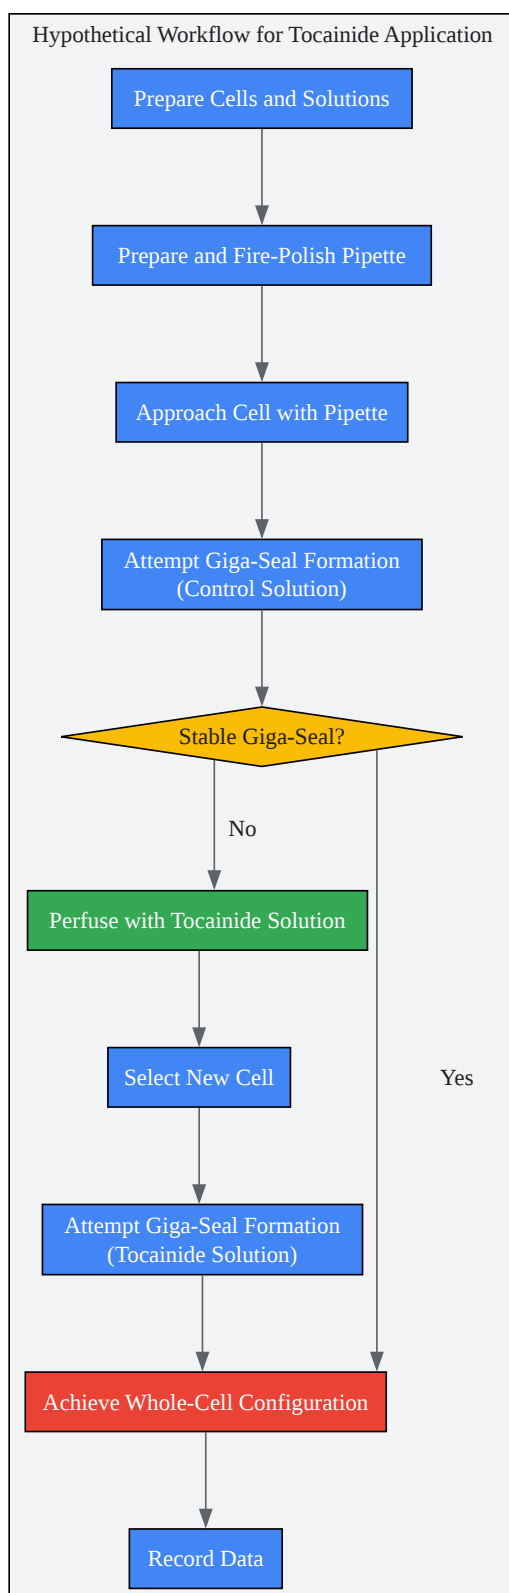 Hypothetical Workflow for Tocainide Application
Prepare Cells and Solutions
Prepare and Fire-Polish Pipette
Approach Cell with Pipette
Attempt Giga-Seal Formation
(Control Solution)
Stable Giga-Seal?
No
Perfuse with Tocainide Solution
Select New Cell
Yes
Attempt Giga-Seal Formation
(Tocainide Solution)
Achieve Whole-Cell Configuration
Record Data